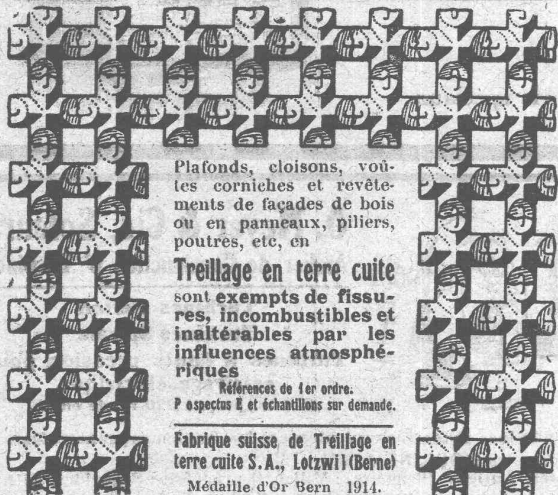 Plafonds, cloisons, voû-
tes corniches et revête-
ments de façades de bois
ou en panneaux, piliers,
poutres, etc, en
Treillage en terre cuite
sont exempts de fissu-
res, incombustibles et
inaltérables par les
influences atmosphé-
riques
Références de 1er ordre.
P ospectus E et échantillons sur demande.
Fabrique suisse de Treillage en
terre cuite S.A., Lotzwil (Berne)
Médaille d'Or Bern 1914.